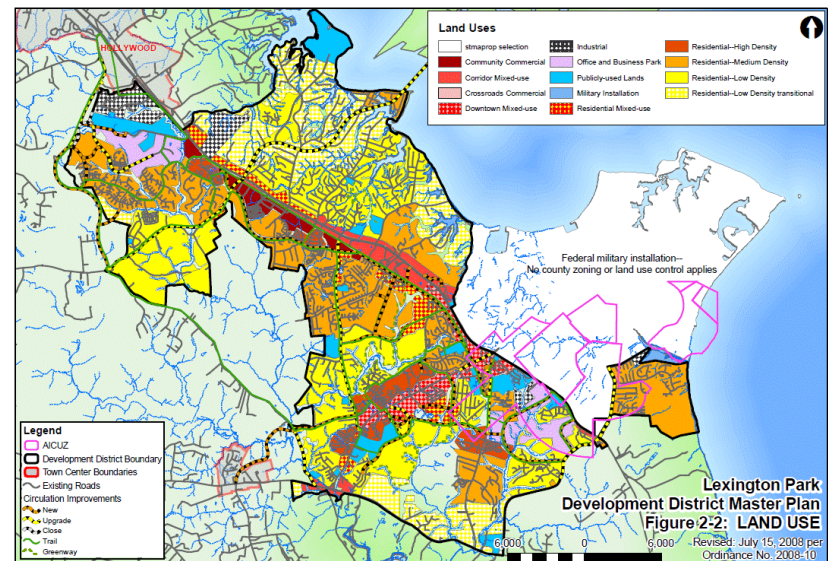 HOLLYWOOD
Land Uses
stmaprop selection
Community Commercial
Corridor Mixed-use
Crossroads Commercial
Downtown Mixed-use
Industrial
Office and Business Park
Publicly-used Lands
Military Installation
Residential Mixed-use
Residential--High Density
Residential--Medium Density
Residential--Low Density
Residential--Low Density transitional
Federal military installation--
No county zoning or land use control applies
Legend
AICUZ
Development District Boundary
Town Center Boundaries
Existing Roads
Circulation Improvements
New
Upgrade
Close
Trail
Greenway
Lexington Park
Development District Master Plan
Figure 2-2: LAND USE
6,000 0 6,000
Revised: July 15, 2008 per
Ordinance No. 2008-10